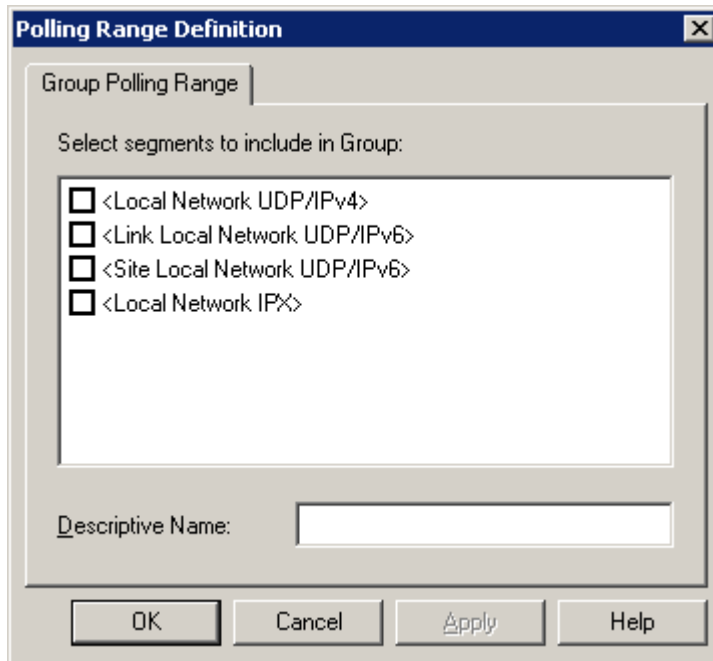 Polling Range Definition
Group Polling Range
Select segments to include in Group:
<Local Network UDP/IPv4>
<Link Local Network UDP/IPv6>
<Site Local Network UDP/IPv6>
<Local Network IPX>
Descriptive Name:
OK Cancel Apply Help